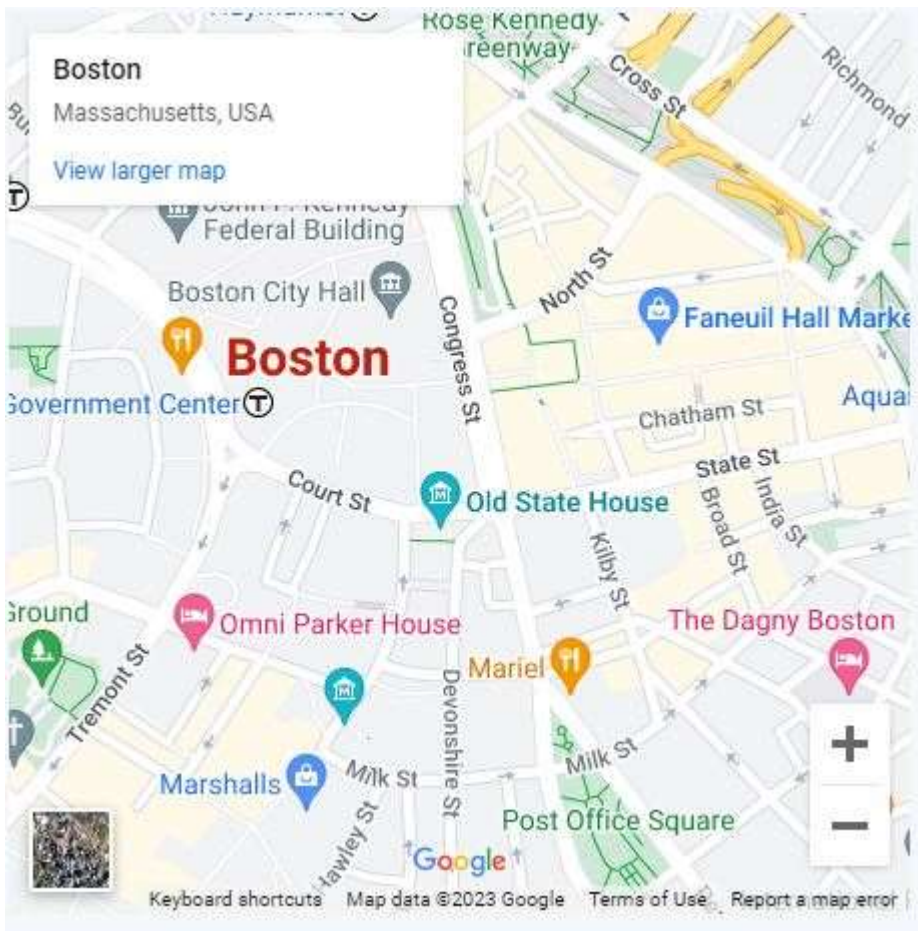 Rose Kennedy
Greenway
Boston
Massachusetts, USA
View larger map
Cross St
Richmond
John F. Kennedy
Federal Building
Boston City Hall
North St
Congress St
Faneuil Hall Marke
Boston
Government Center
Aqua
Chatham St
State St
Court St
Old State House
Broad St
India St
Kilby St
Ground
Omni Parker House
The Dagny Boston
Tremont St
Mariel
Devonshire St
Milk St
Milk St
Marshalls
Hawley St
Post Office Square
Google
Keyboard shortcuts
Map data ©2023 Google
Terms of Use
Report a map error